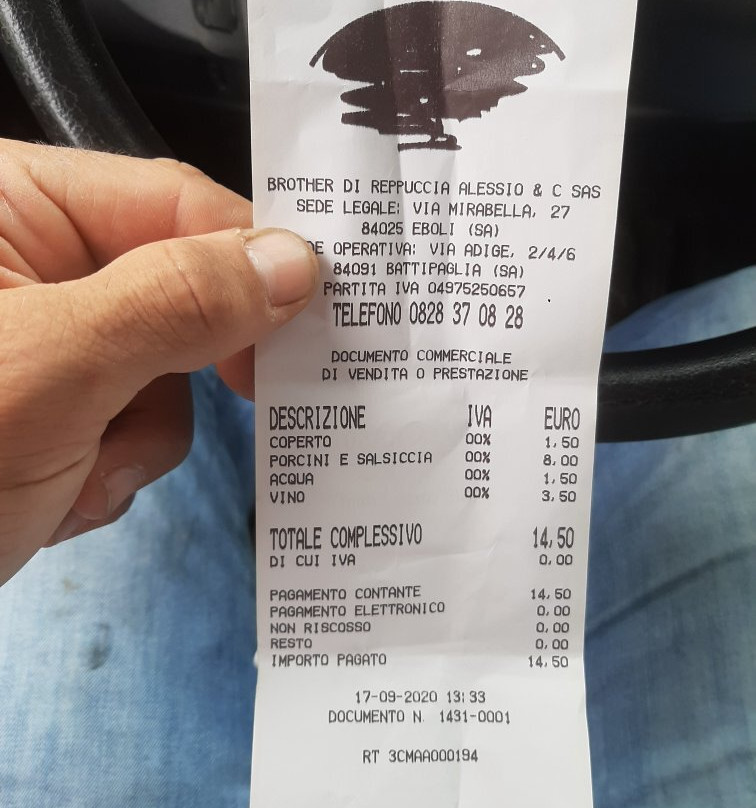 BROTHER DI REPPUCCIA ALESSIO & C SAS
SEDE LEGALE: VIA MIRABELLA, 27
84025 EBOLI (SA)
DE OPERATIVA: VIA ADIGE, 2/4/6
84091 BATTIPAGLIA (SA)
PARTITA IVA 04975250657
TELEFONO 0828 37 08 28
DOCUMENTO COMMERCIALE
DI VENDITA O PRESTAZIONE
DESCRIZIONE IVA EURO
COPERTO 00% 1,50
PORCINI E SALSICCIA 00% 8,00
ACQUA 00% 1,50
VINO 00% 3,50
TOTALE COMPLESSIVO 14,50
DI CUI IVA 0,00
PAGAMENTO CONTANTE 14,50
PAGAMENTO ELETTRONICO 0,00
NON RISCOSSO 0,00
RESTO 0,00
IMPORTO PAGATO 14,50
17-09-2020 13:33
DOCUMENTO N. 1431-0001
RT 3CMAA000194